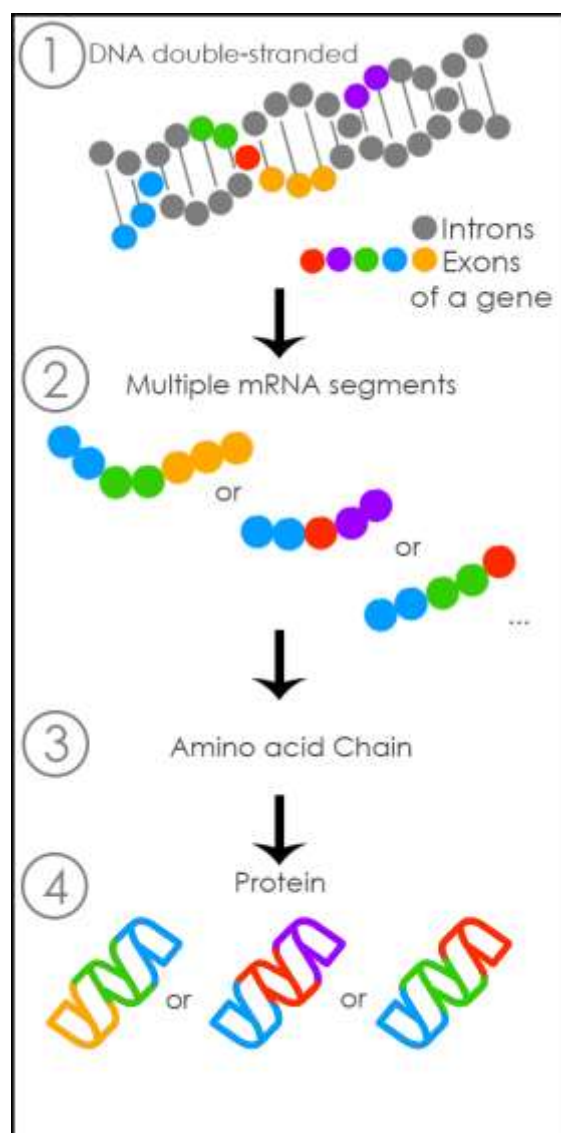 1 DNA double-stranded
Introns
Exons
of a gene
2 Multiple mRNA segments
or
or
...
3 Amino acid Chain
4 Protein
or or